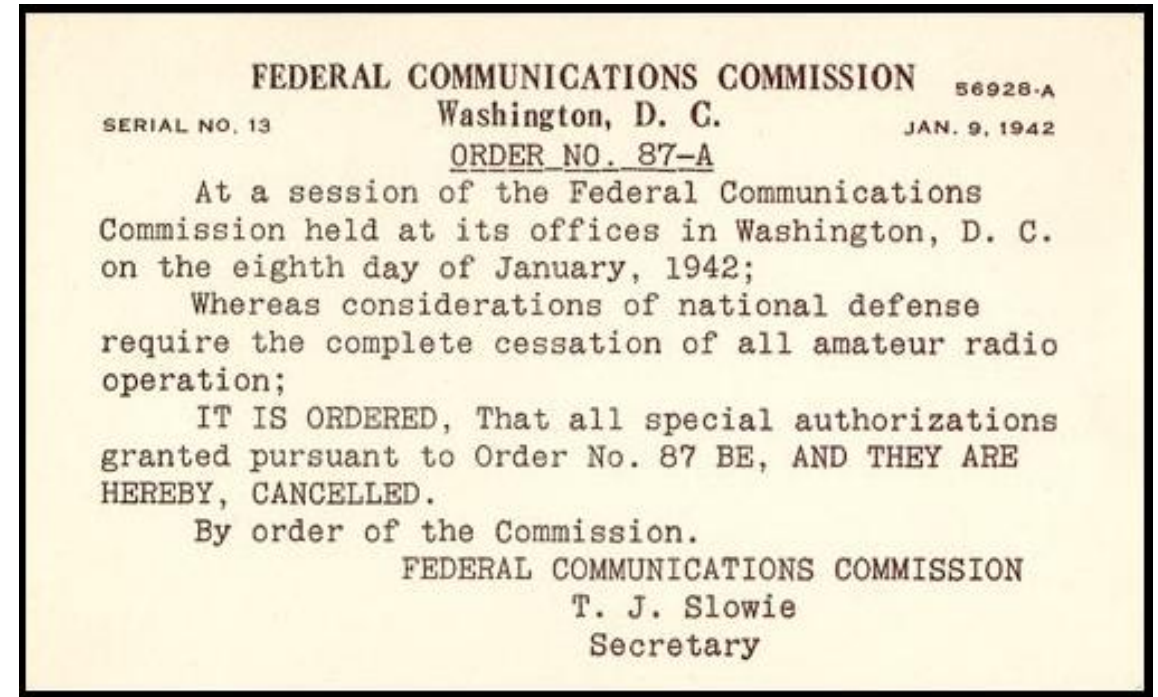 FEDERAL COMMUNICATIONS COMMISSION 56928-A
SERIAL NO. 13 Washington, D. C. JAN. 9, 1942
ORDER NO. 87-A
At a session of the Federal Communications
Commission held at its offices in Washington, D. C.
on the eighth day of January, 1942;
Whereas considerations of national defense
require the complete cessation of all amateur radio
operation;
IT IS ORDERED, That all special authorizations
granted pursuant to Order No. 87 BE, AND THEY ARE
HEREBY, CANCELLED.
By order of the Commission.
FEDERAL COMMUNICATIONS COMMISSION
T. J. Slowie
Secretary